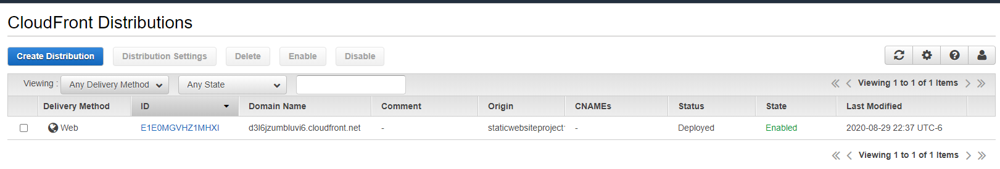 CloudFront Distributions
Create Distribution Distribution Settings Delete Enable Disable
Viewing : Any Delivery Method Any State Viewing 1 to 1 of 1 Items
Delivery Method ID Domain Name Comment Origin CNAMEs Status State Last Modified
Web E1E0MGVHZ1MHXI d3l6jzumbluvi6.cloudfront.net - staticwebsiteproject - Deployed Enabled 2020-08-29 22:37 UTC-6
Viewing 1 to 1 of 1 Items